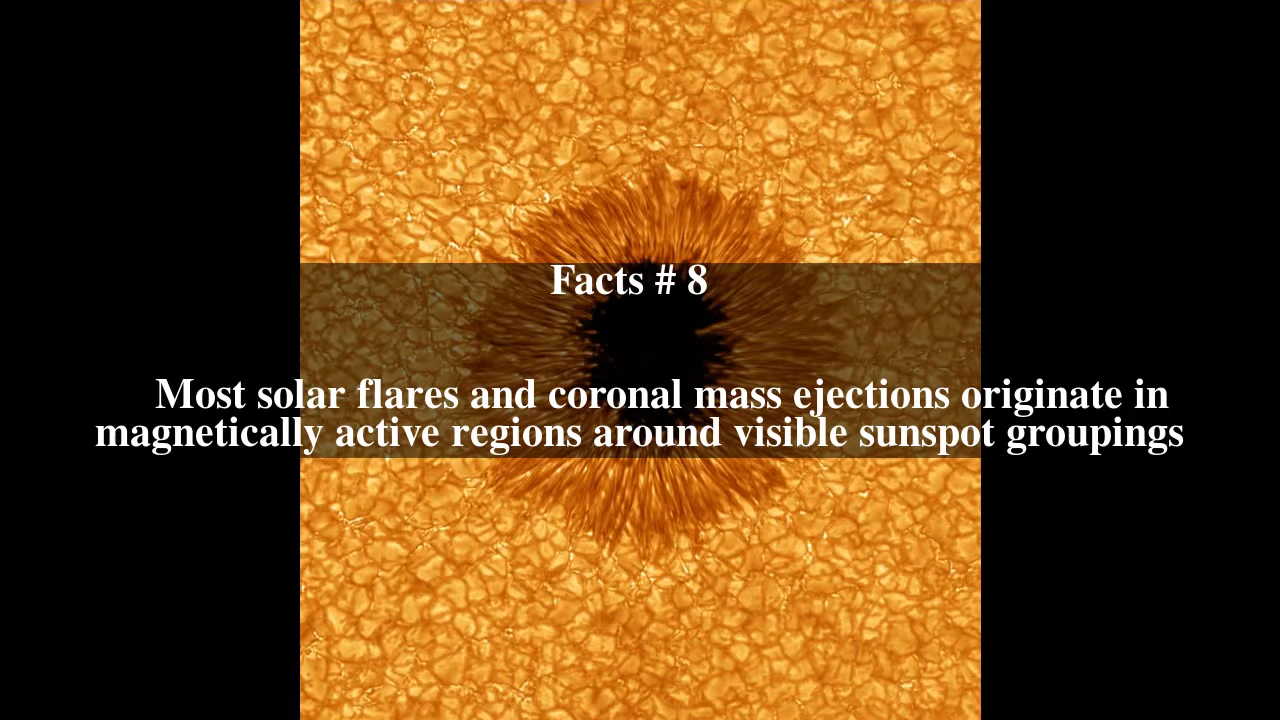 Facts # 8
Most solar flares and coronal mass ejections originate in
magnetically active regions around visible sunspot groupings